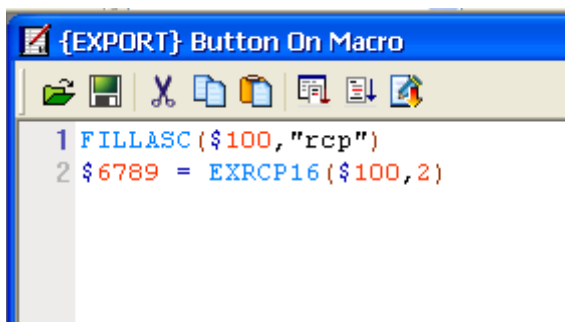 {EXPORT} Button On Macro
1 FILLASC($100,"rcp")
2 $6789 = EXRCP16($100,2)